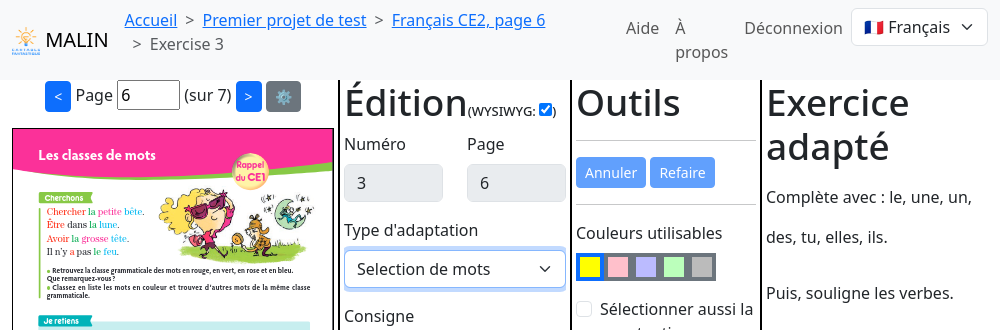 MALIN
Accueil > Premier projet de test > Français CE2, page 6
> Exercise 3
Aide
À propos
Déconnexion
Français
< Page 6 (sur 7) >
Les classes de mots
Rappel
du CE1
Cherchons
Chercher la petite bête.
Être dans la lune.
Avoir la grosse tête.
Il n'y a pas le feu.
Retrouvez la classe grammaticale des mots en rouge, en vert, en rose et en bleu.
Que remarquez-vous ?
Classez en liste les mots en couleur et trouvez d'autres mots de la même classe
grammaticale.
Je retiens
Édition (WYSIWYG: )
Numéro Page
3 6
Type d'adaptation
Selection de mots
Consigne
Outils
Annuler Refaire
Couleurs utilisables
Sélectionner aussi la
Exercice
adapté
Complète avec : le, une, un,
des, tu, elles, ils.
Puis, souligne les verbes.